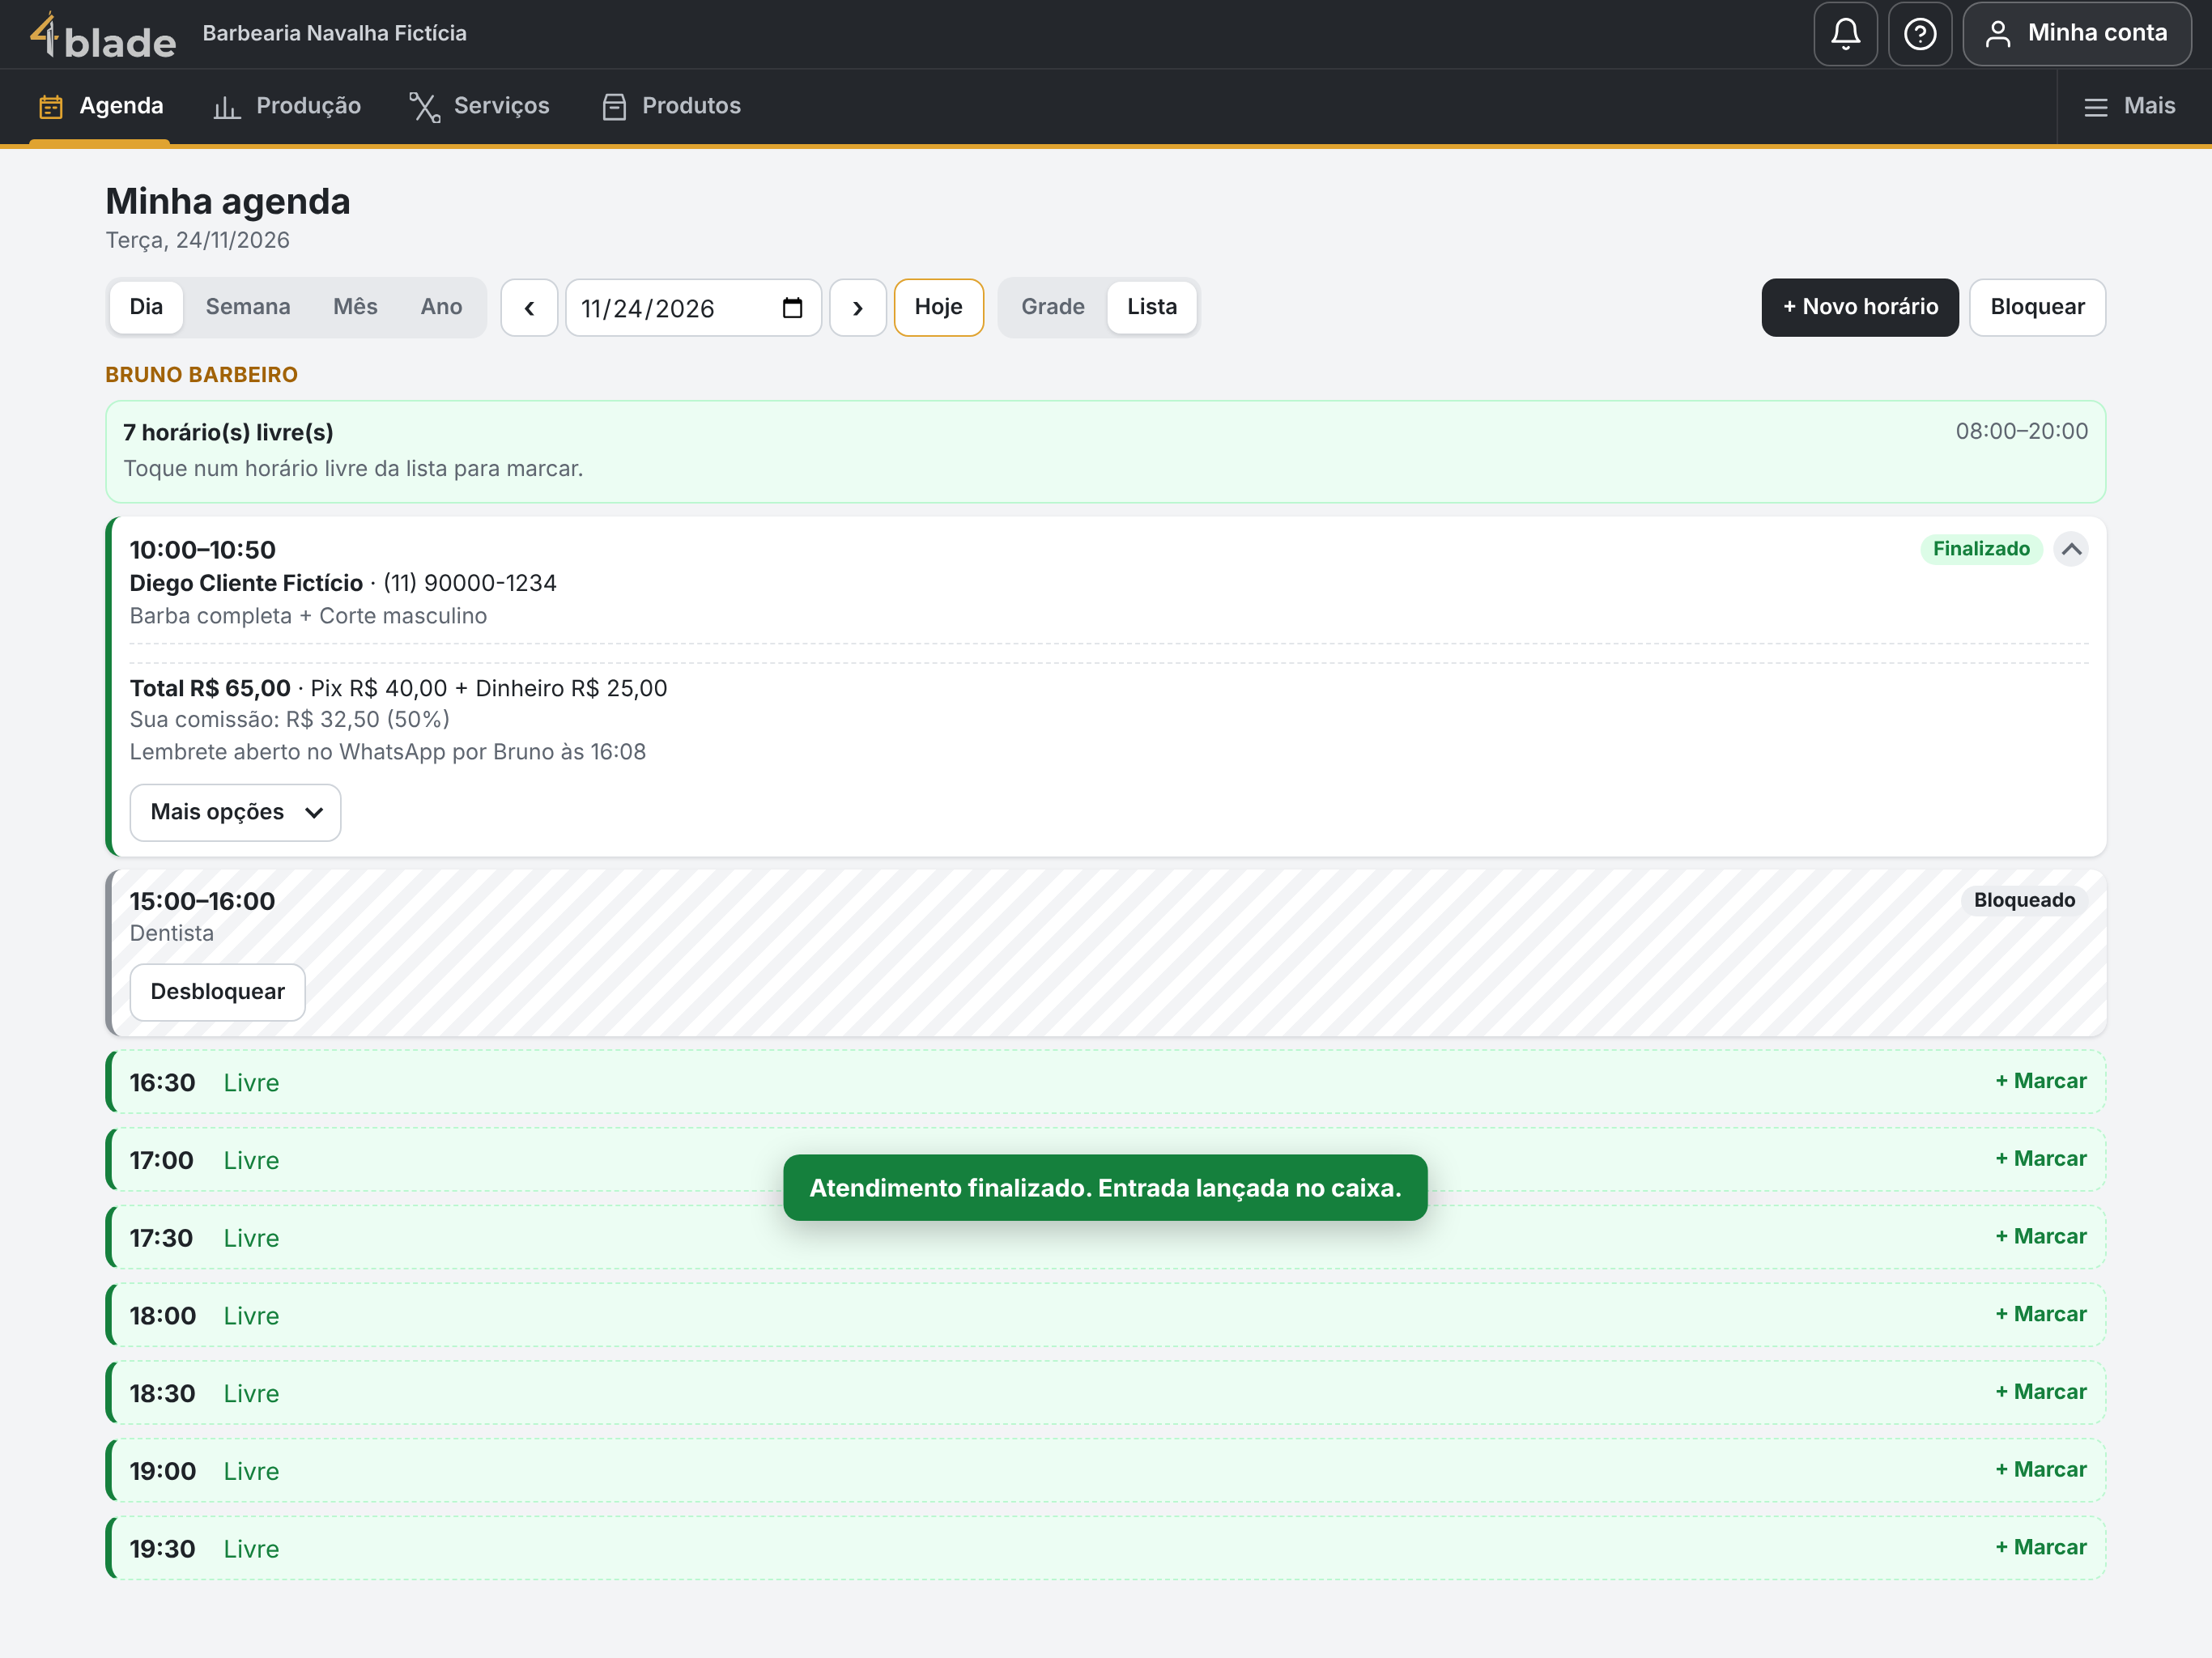 4blade
Barbearia Navalha Fictícia
Minha conta
Agenda
Produção
Serviços
Produtos
Mais
Minha agenda
Terça, 24/11/2026
Dia
Semana
Mês
Ano
11/24/2026
Hoje
Grade
Lista
+ Novo horário
Bloquear
BRUNO BARBEIRO
7 horário(s) livre(s)
08:00–20:00
Toque num horário livre da lista para marcar.
10:00–10:50
Finalizado
Diego Cliente Fictício · (11) 90000-1234
Barba completa + Corte masculino
Total R$ 65,00 · Pix R$ 40,00 + Dinheiro R$ 25,00
Sua comissão: R$ 32,50 (50%)
Lembrete aberto no WhatsApp por Bruno às 16:08
Mais opções
15:00–16:00
Bloqueado
Dentista
Desbloquear
16:30 Livre + Marcar
17:00 Livre + Marcar
Atendimento finalizado. Entrada lançada no caixa.
17:30 Livre + Marcar
18:00 Livre + Marcar
18:30 Livre + Marcar
19:00 Livre + Marcar
19:30 Livre + Marcar